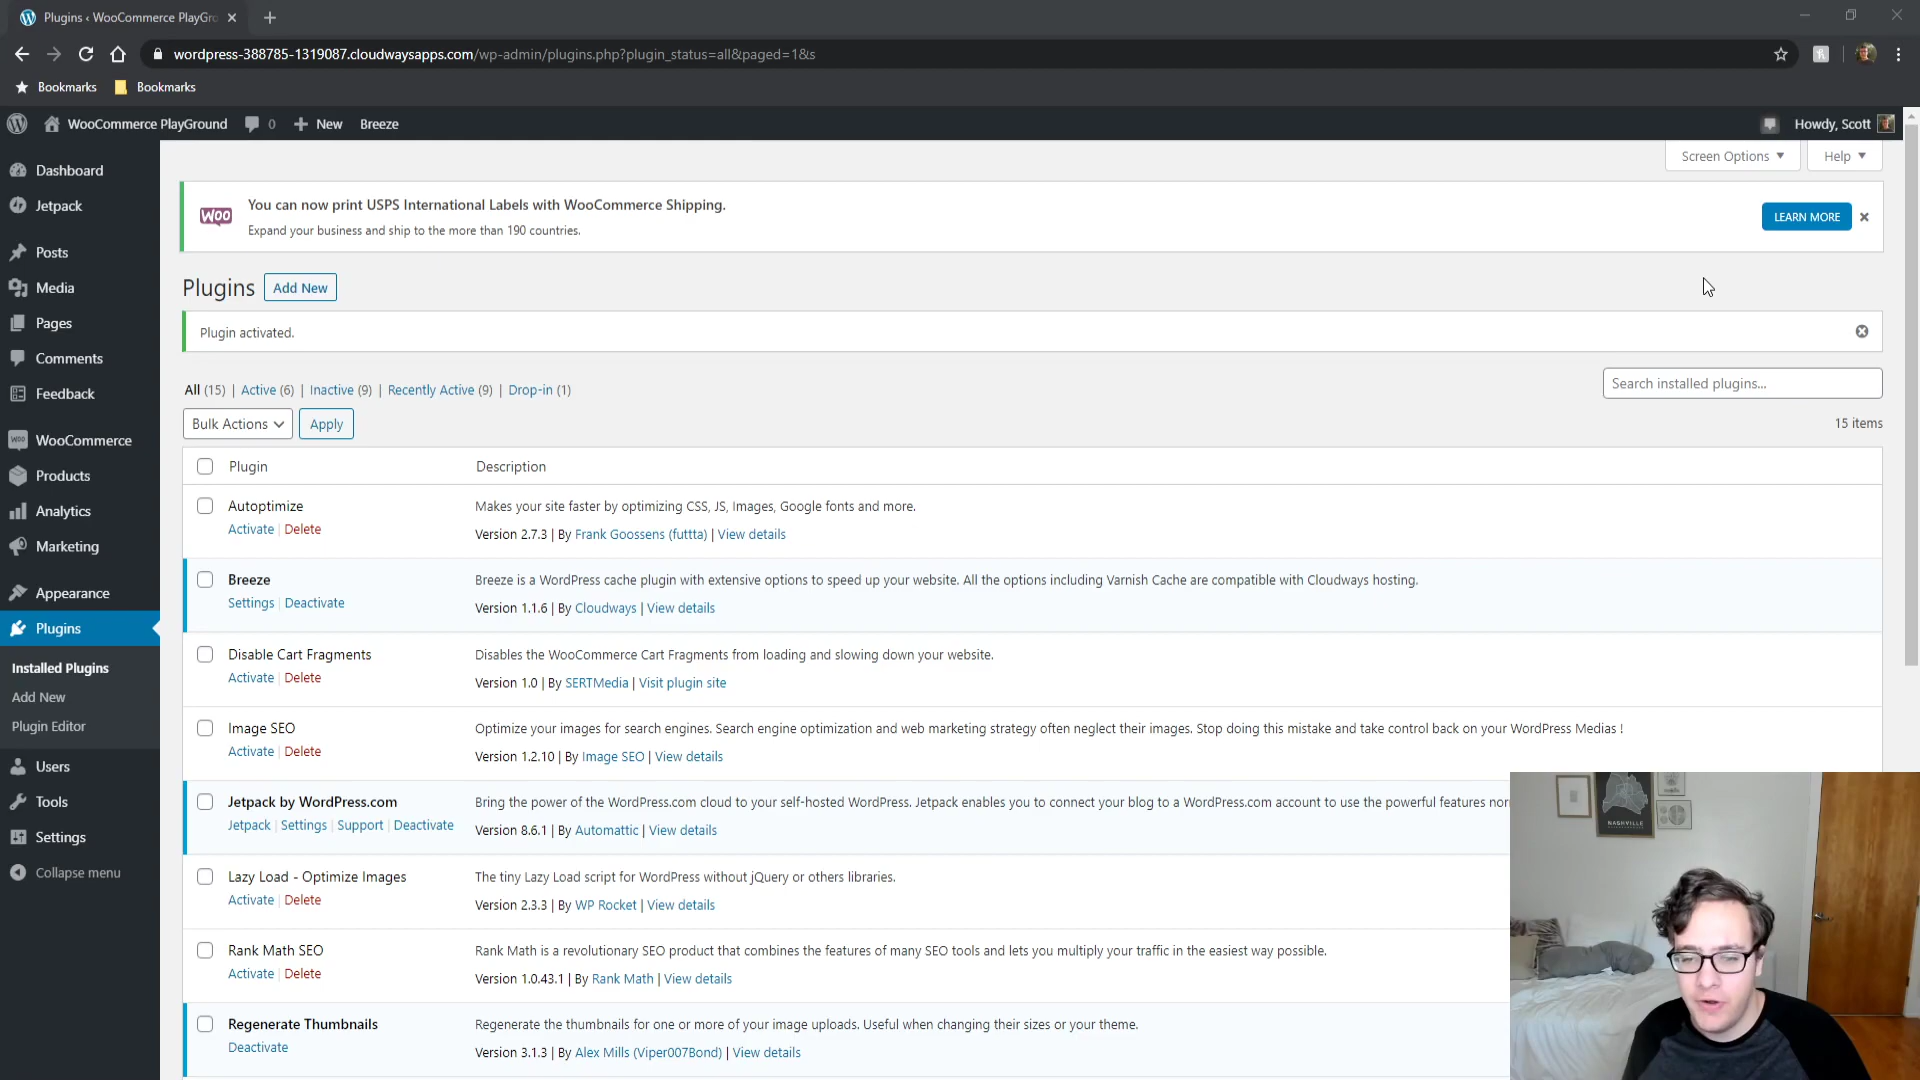 Plugins ‹ WooCommerce PlayGro
wordpress-388785-1319087.cloudwaysapps.com/wp-admin/plugins.php?plugin_status=all&paged=1&s
Bookmarks
Bookmarks
WooCommerce PlayGround
0
New
Breeze
Howdy, Scott
Dashboard
Jetpack
Posts
Media
Pages
Comments
Feedback
WooCommerce
Products
Analytics
Marketing
Appearance
Plugins
Installed Plugins
Add New
Plugin Editor
Users
Tools
Settings
Collapse menu
Screen Options
Help
Woo
You can now print USPS International Labels with WooCommerce Shipping.
Expand your business and ship to the more than 190 countries.
LEARN MORE
Plugins
Add New
Plugin activated.
All (15) | Active (6) | Inactive (9) | Recently Active (9) | Drop-in (1)
Search installed plugins...
Bulk Actions
Apply
15 items
Plugin
Description
Autoptimize
Activate | Delete
Makes your site faster by optimizing CSS, JS, Images, Google fonts and more.
Version 2.7.3 | By Frank Goossens (futtta) | View details
Breeze
Settings | Deactivate
Breeze is a WordPress cache plugin with extensive options to speed up your website. All the options including Varnish Cache are compatible with Cloudways hosting.
Version 1.1.6 | By Cloudways | View details
Disable Cart Fragments
Activate | Delete
Disables the WooCommerce Cart Fragments from loading and slowing down your website.
Version 1.0 | By SERTMedia | Visit plugin site
Image SEO
Activate | Delete
Optimize your images for search engines. Search engine optimization and web marketing strategy often neglect their images. Stop doing this mistake and take control back on your WordPress Medias !
Version 1.2.10 | By Image SEO | View details
Jetpack by WordPress.com
Jetpack | Settings | Support | Deactivate
Bring the power of the WordPress.com cloud to your self-hosted WordPress. Jetpack enables you to connect your blog to a WordPress.com account to use the powerful features nor
Version 8.6.1 | By Automattic | View details
Lazy Load - Optimize Images
Activate | Delete
The tiny Lazy Load script for WordPress without jQuery or others libraries.
Version 2.3.3 | By WP Rocket | View details
Rank Math SEO
Activate | Delete
Rank Math is a revolutionary SEO product that combines the features of many SEO tools and lets you multiply your traffic in the easiest way possible.
Version 1.0.43.1 | By Rank Math | View details
Regenerate Thumbnails
Deactivate
Regenerate the thumbnails for one or more of your image uploads. Useful when changing their sizes or your theme.
Version 3.1.3 | By Alex Mills (Viper007Bond) | View details
NASHVILLE